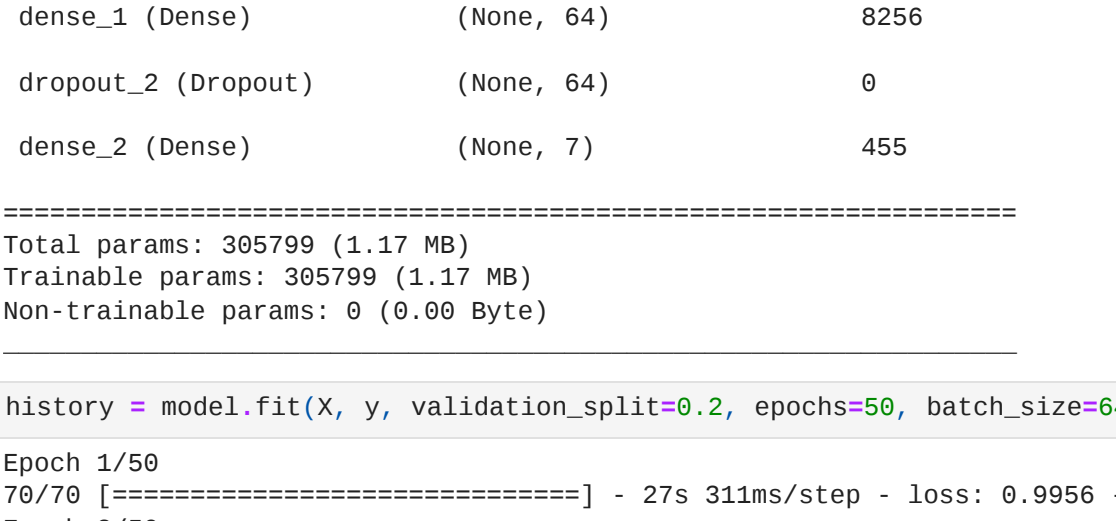 dense_1 (Dense) (None, 64) 8256
dropout_2 (Dropout) (None, 64) 0
dense_2 (Dense) (None, 7) 455
=================================================================
Total params: 305799 (1.17 MB)
Trainable params: 305799 (1.17 MB)
Non-trainable params: 0 (0.00 Byte)
_________________________________________________________________
history = model.fit(X, y, validation_split=0.2, epochs=50, batch_size=64
Epoch 1/50
70/70 [==============================] - 27s 311ms/step - loss: 0.9956 -